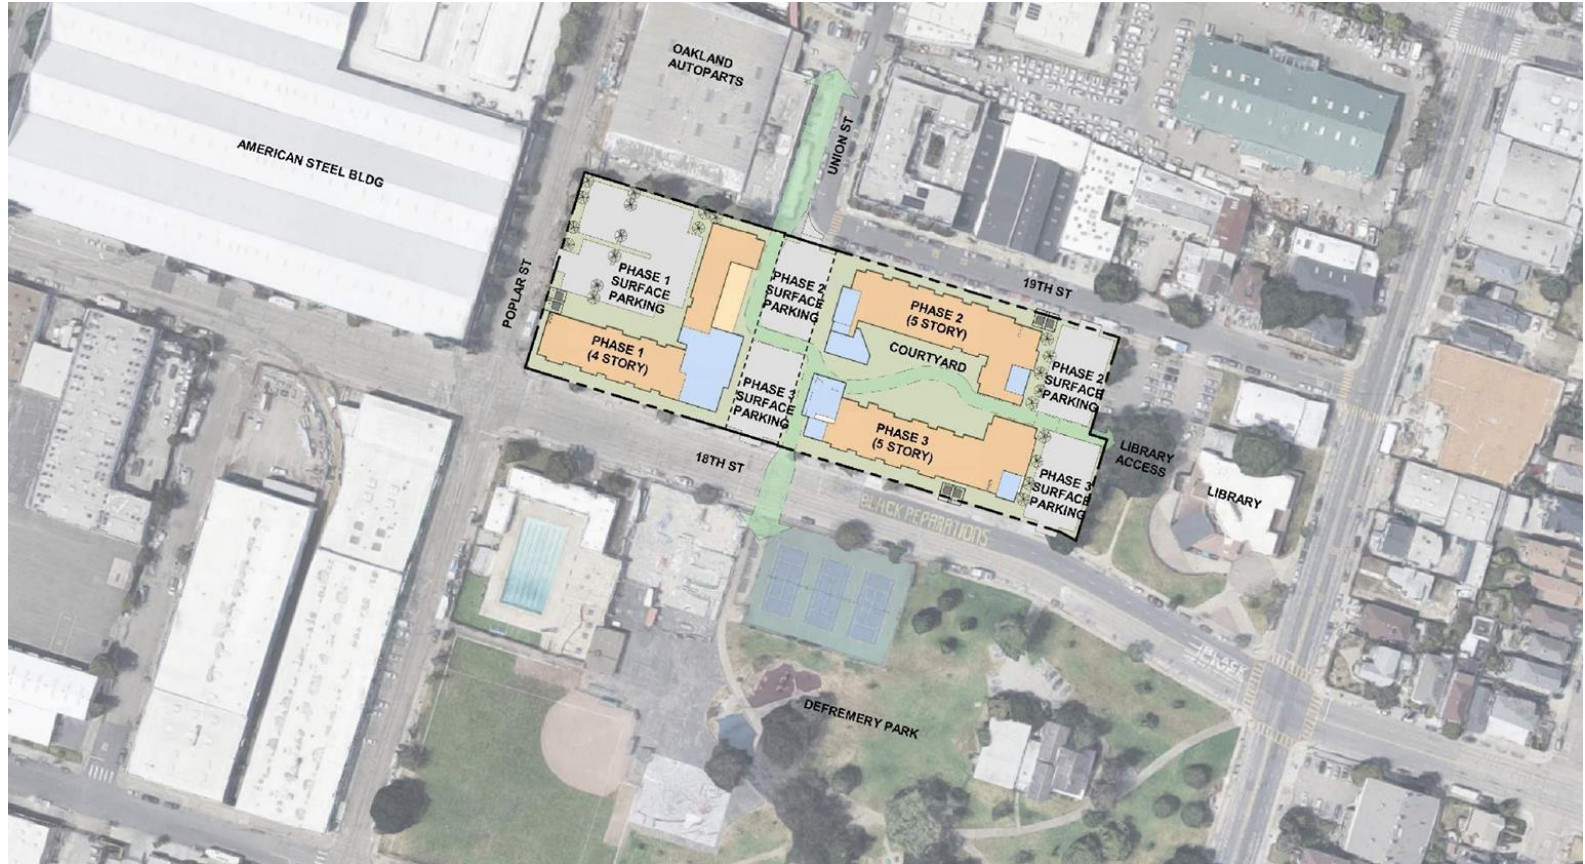 OAKLAND
AUTOPARTS
AMERICAN STEEL BLDG
UNION ST
POPLAR ST
PHASE 1
SURFACE
PARKING
PHASE 2
SURFACE
PARKING
19TH ST
PHASE 2
(5 STORY)
PHASE 1
(4 STORY)
COURTYARD
PHASE 2
SURFACE
PARKING
PHASE 3
SURFACE
PARKING
PHASE 3
(5 STORY)
LIBRARY
ACCESS
18TH ST
PHASE 3
SURFACE
PARKING
LIBRARY
BLACK REPARATIONS
DEFREMERY PARK